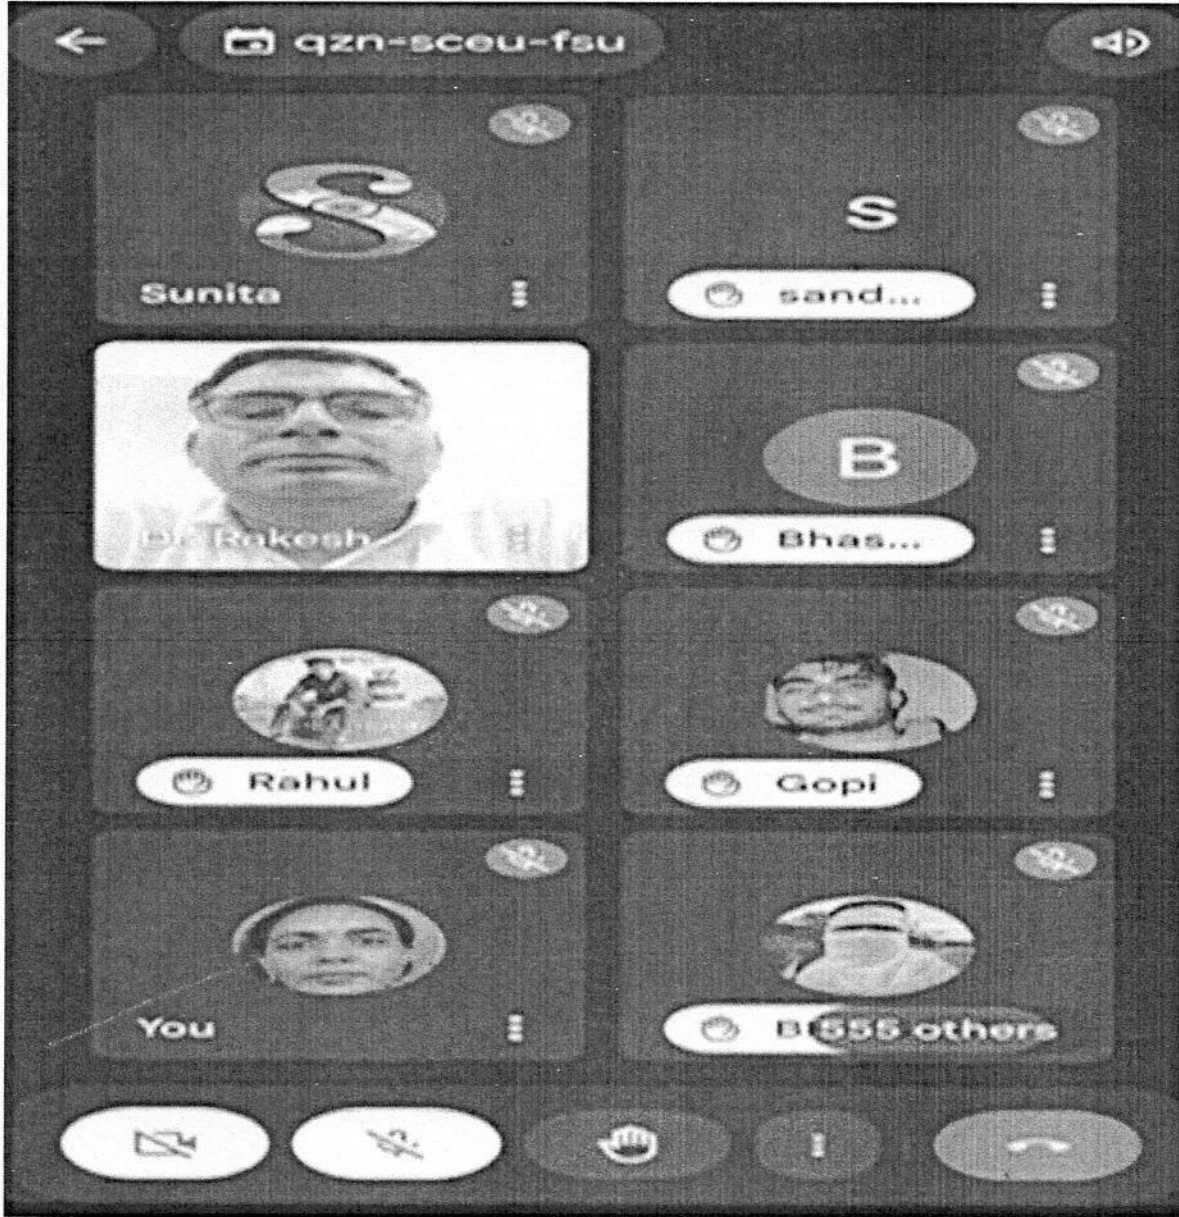 qzn-sceu-fsu
S
S
Sunita
sand...
B
Dr. Rakesh
Bhas...
Rahul
Gopi
You
555 others